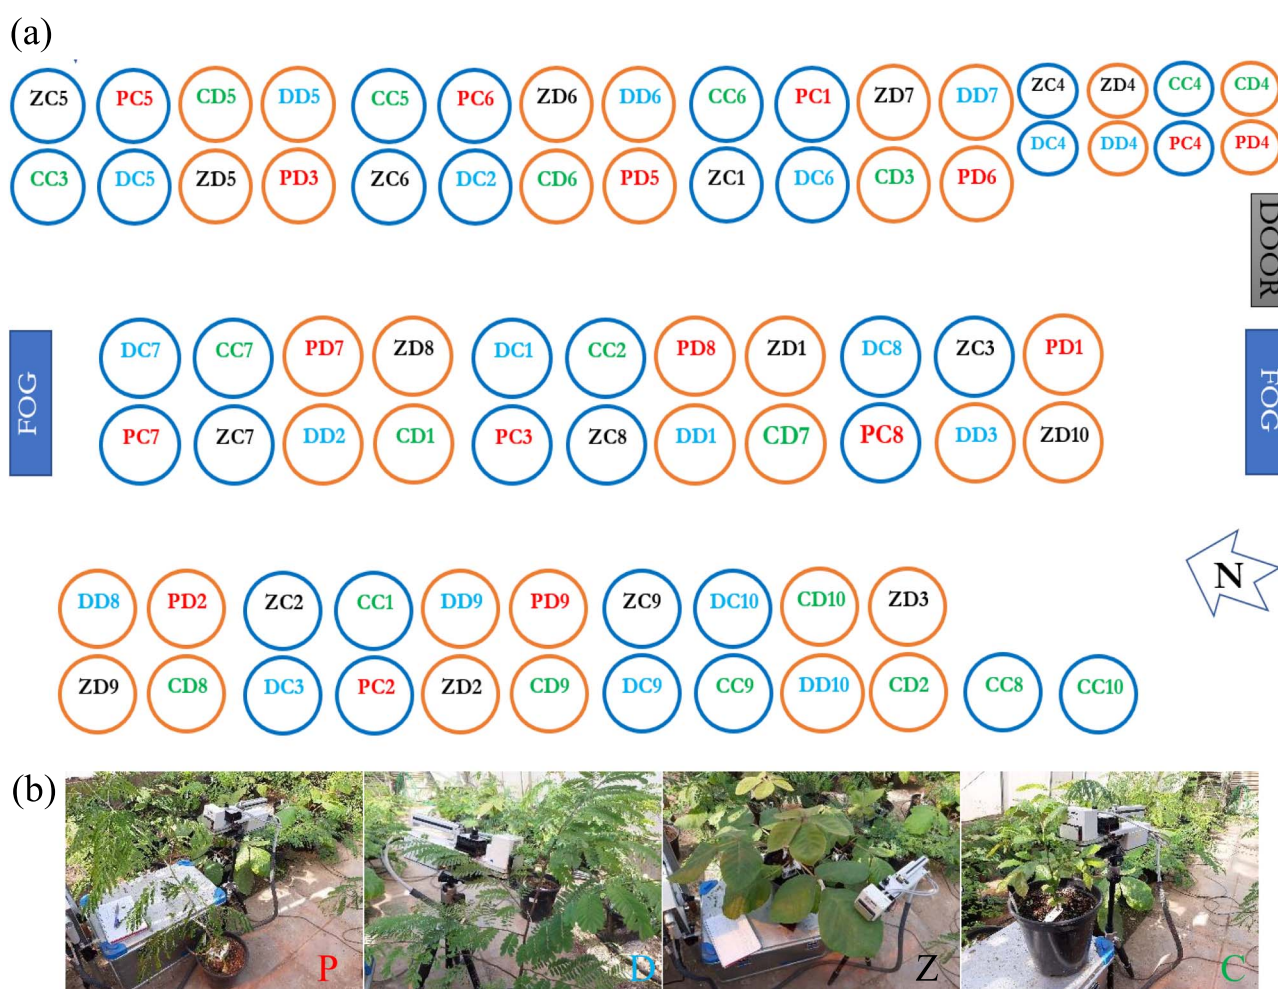 (a)
ZC5 PC5 CD5 DD5 CC5 PC6 ZD6 DD6 CC6 PC1 ZD7 DD7 ZC4 ZD4 CC4 CD4
DC4 DD4 PC4 PD4
CC3 DC5 ZD5 PD3 ZC6 DC2 CD6 PD5 ZC1 DC6 CD3 PD6
DOOR
DC7 CC7 PD7 ZD8 DC1 CC2 PD8 ZD1 DC8 ZC3 PD1
FOG
FOG
PC7 ZC7 DD2 CD1 PC3 ZC8 DD1 CD7 PC8 DD3 ZD10
N
DD8 PD2 ZC2 CC1 DD9 PD9 ZC9 DC10 CD10 ZD3
ZD9 CD8 DC3 PC2 ZD2 CD9 DC9 CC9 DD10 CD2 CC8 CC10
(b)
P D Z C